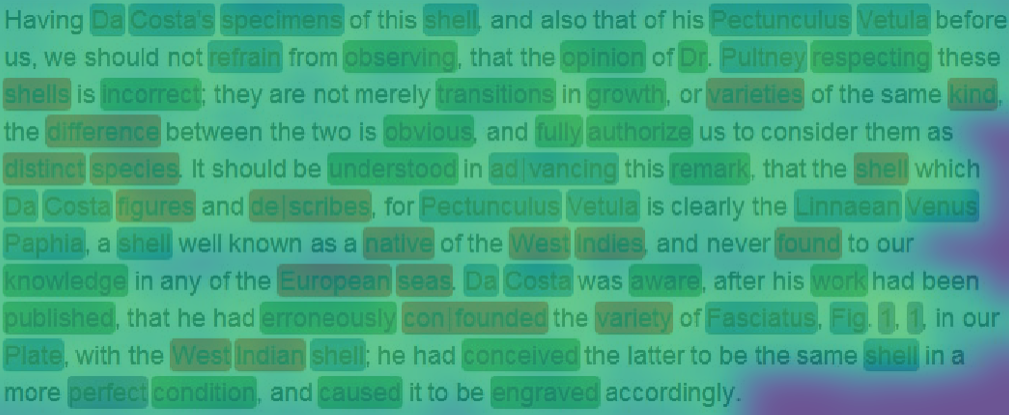 Having Da Costa's specimens of this shell, and also that of his Pectunculus Vetula before
us, we should not refrain from observing, that the opinion of Dr. Pultney respecting these
shells is incorrect; they are not merely transitions in growth, or varieties of the same kind,
the difference between the two is obvious, and fully authorize us to consider them as
distinct species. It should be understood in ad|vancing this remark, that the shell which
Da Costa figures and de|scribes, for Pectunculus Vetula is clearly the Linnaean Venus
Paphia, a shell well known as a native of the West Indies, and never found to our
knowledge in any of the European seas. Da Costa was aware, after his work had been
published, that he had erroneously con|founded the variety of Fasciatus, Fig. 1, 1, in our
Plate, with the West Indian shell; he had conceived the latter to be the same shell in a
more perfect condition, and caused it to be engraved accordingly.